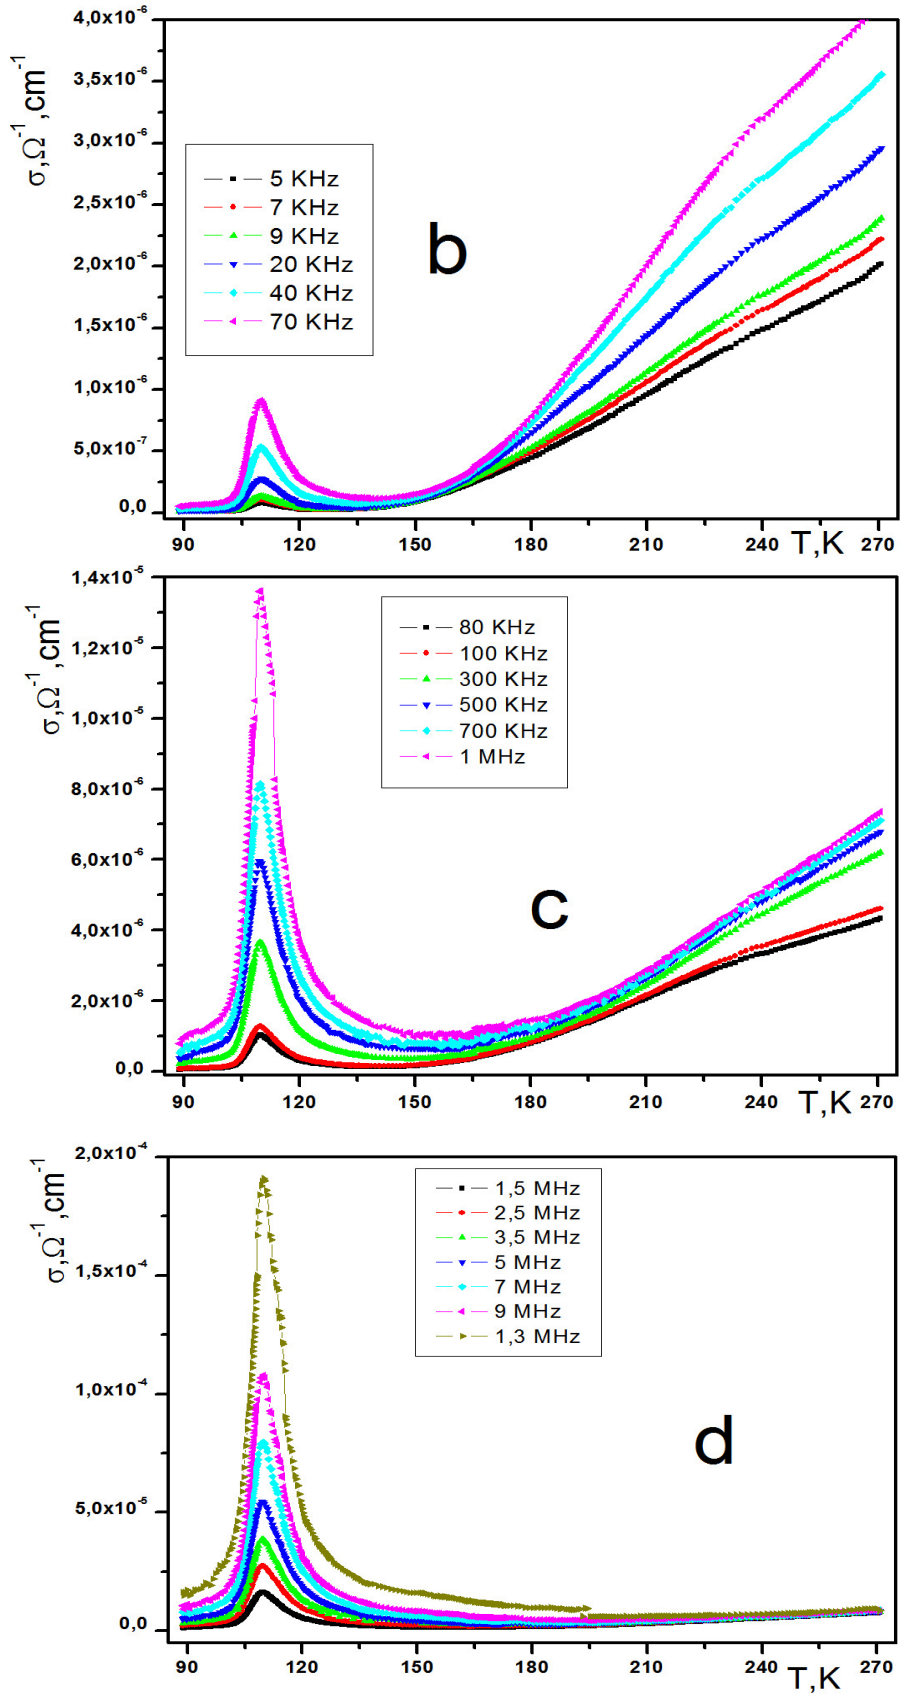 4,0x10⁻⁶
3,5x10⁻⁶
3,0x10⁻⁶
2,5x10⁻⁶
2,0x10⁻⁶
1,5x10⁻⁶
1,0x10⁻⁶
5,0x10⁻⁷
0,0
σ,Ω⁻¹,cm⁻¹
5 KHz
7 KHz
9 KHz
20 KHz
40 KHz
70 KHz
b
90 120 150 180 210 240 T,K 270
1,4x10⁻⁵
1,2x10⁻⁵
1,0x10⁻⁵
8,0x10⁻⁶
6,0x10⁻⁶
4,0x10⁻⁶
2,0x10⁻⁶
0,0
σ,Ω⁻¹,cm⁻¹
80 KHz
100 KHz
300 KHz
500 KHz
700 KHz
1 MHz
c
90 120 150 180 210 240 T,K 270
2,0x10⁻⁴
1,5x10⁻⁴
1,0x10⁻⁴
5,0x10⁻⁵
0,0
σ,Ω⁻¹,cm⁻¹
1,5 MHz
2,5 MHz
3,5 MHz
5 MHz
7 MHz
9 MHz
1,3 MHz
d
90 120 150 180 210 240 T,K 270